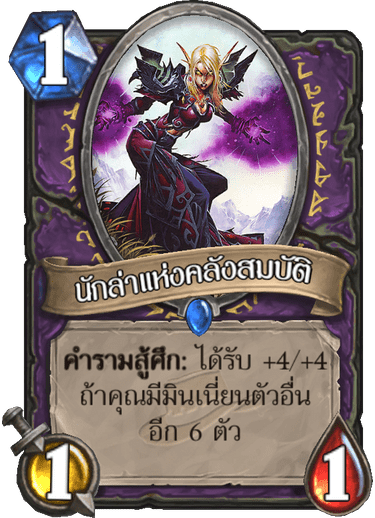 1
นักล่าแห่งคลังสมบัติ
คำรามสู้ศึก: ได้รับ +4/+4
ถ้าคุณมีมินเนี่ยนตัวอื่น
อีก 6 ตัว
1
1